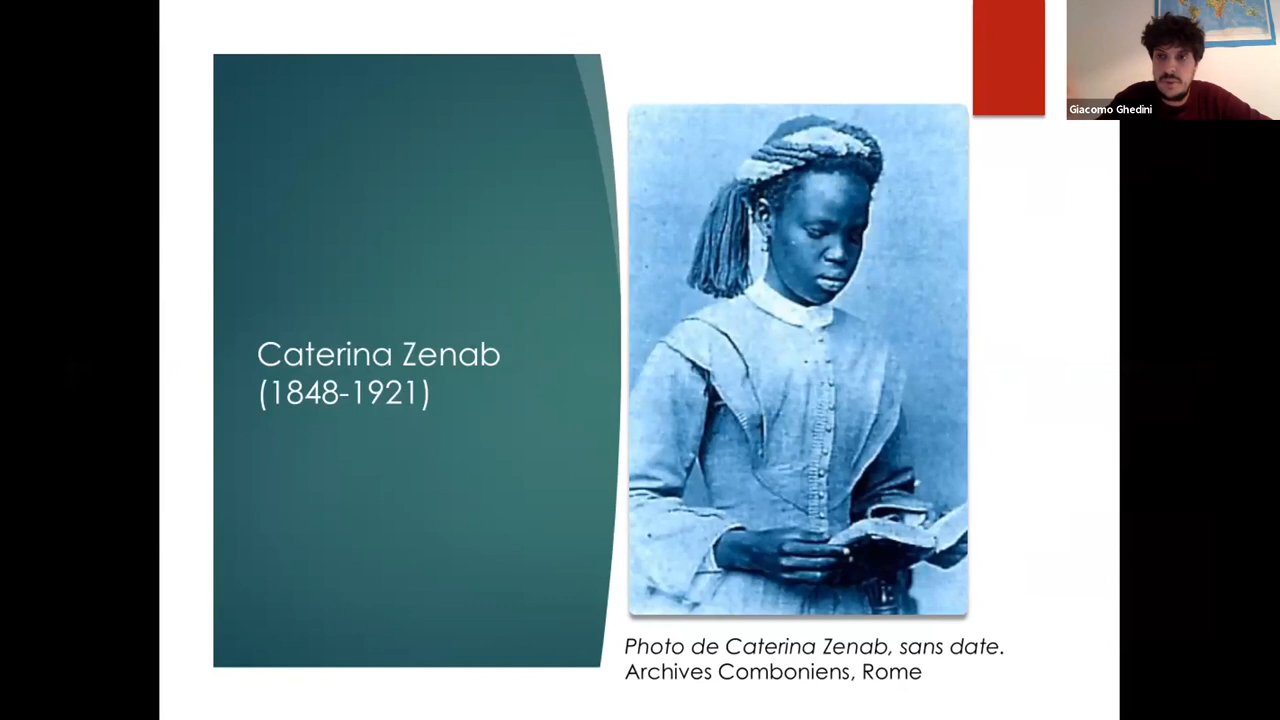 Giacomo Ghedini
Caterina Zenab
(1848-1921)
Photo de Caterina Zenab, sans date.
Archives Comboniens, Rome